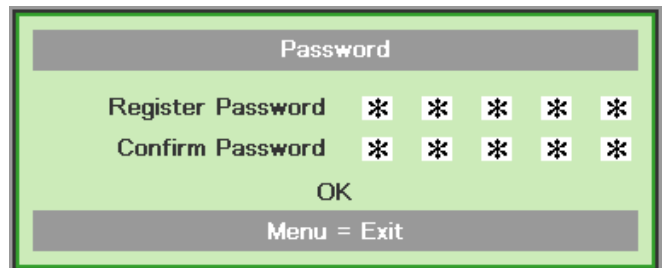 Password
Register Password * * * * *
Confirm Password * * * * *
OK
Menu = Exit